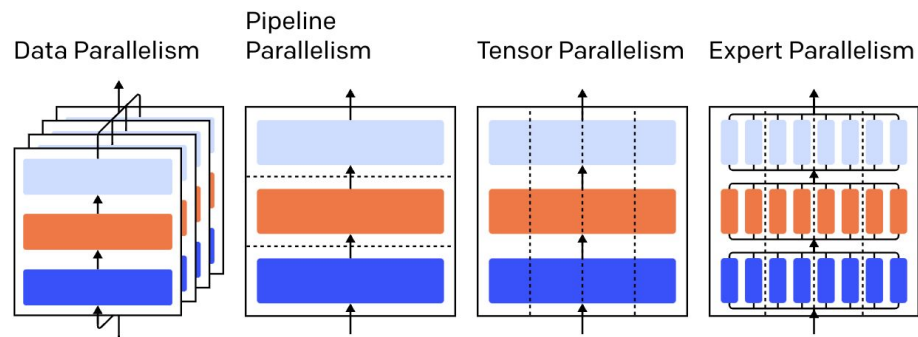 Data Parallelism
Pipeline
Parallelism
Tensor Parallelism
Expert Parallelism